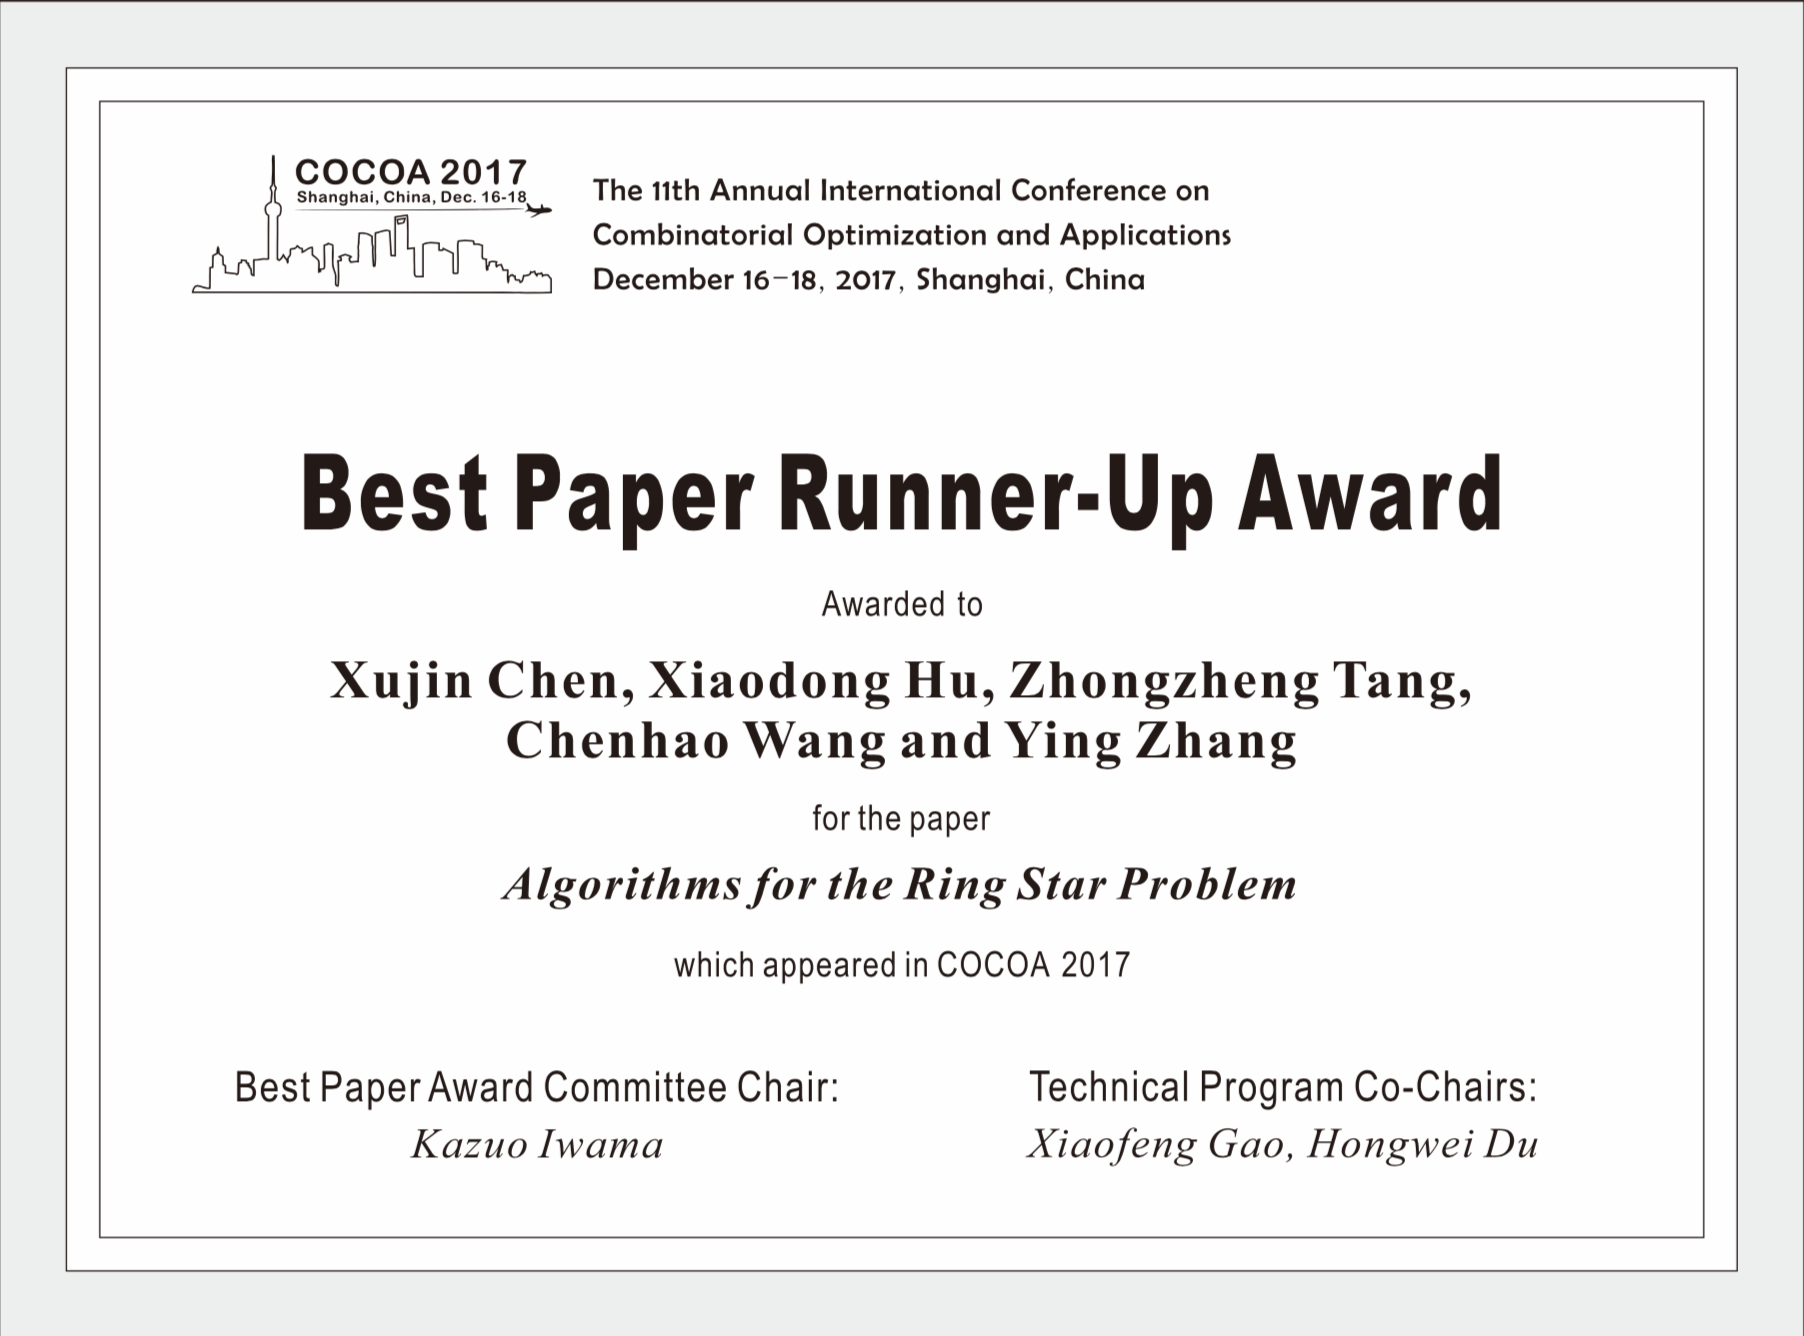 COCOA 2017
Shanghai, China, Dec. 16-18
The 11th Annual International Conference on
Combinatorial Optimization and Applications
December 16-18, 2017, Shanghai, China
Best Paper Runner-Up Award
Awarded to
Xujin Chen, Xiaodong Hu, Zhongzheng Tang,
Chenhao Wang and Ying Zhang
for the paper
Algorithms for the Ring Star Problem
which appeared in COCOA 2017
Best Paper Award Committee Chair:
Kazuo Iwama
Technical Program Co-Chairs:
Xiaofeng Gao, Hongwei Du